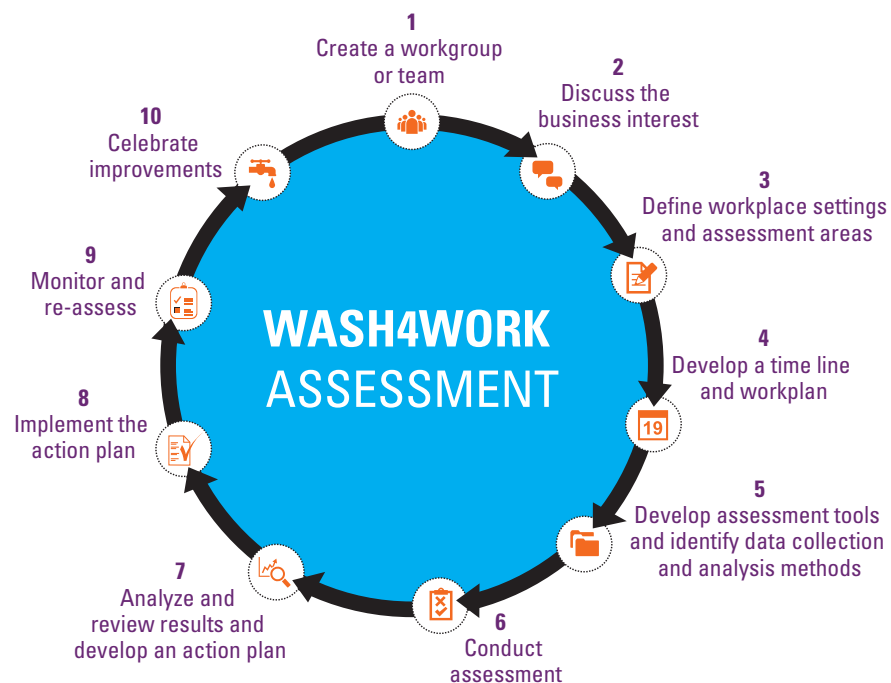 1
Create a workgroup
or team
2
Discuss the
business interest
3
Define workplace settings
and assessment areas
4
Develop a time line
and workplan
19
5
Develop assessment tools
and identify data collection
and analysis methods
6
Conduct
assessment
7
Analyze and
review results and
develop an action plan
8
Implement the
action plan
9
Monitor and
re-assess
10
Celebrate
improvements
WASH4WORK
ASSESSMENT